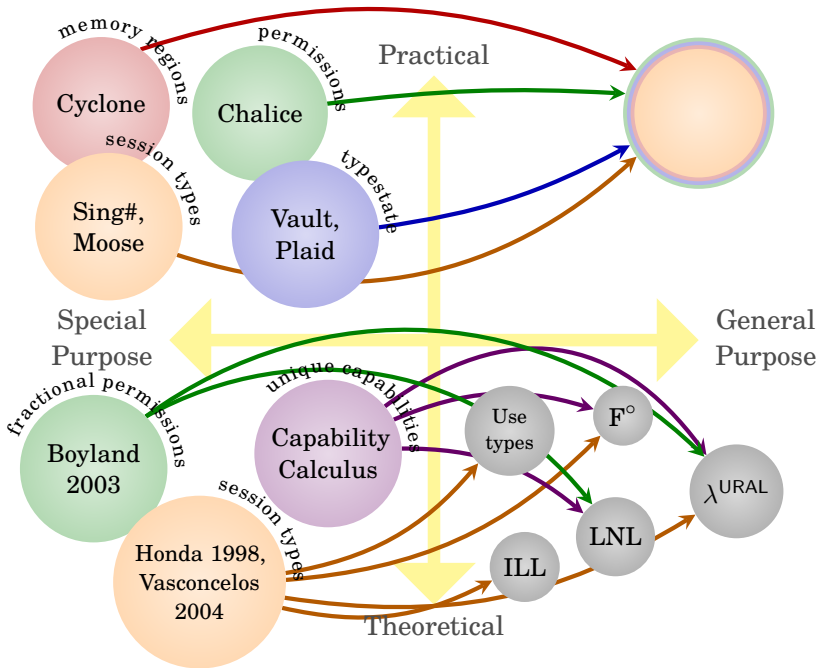 memory regions
Cyclone
permissions
Chalice
Practical
session types
Sing#,
Moose
typestate
Vault,
Plaid
Special
Purpose
General
Purpose
fractional permissions
Boyland
2003
unique capabilities
Capability
Calculus
Use
types
F°
λURAL
session types
Honda 1998,
Vasconcelos
2004
LNL
ILL
Theoretical